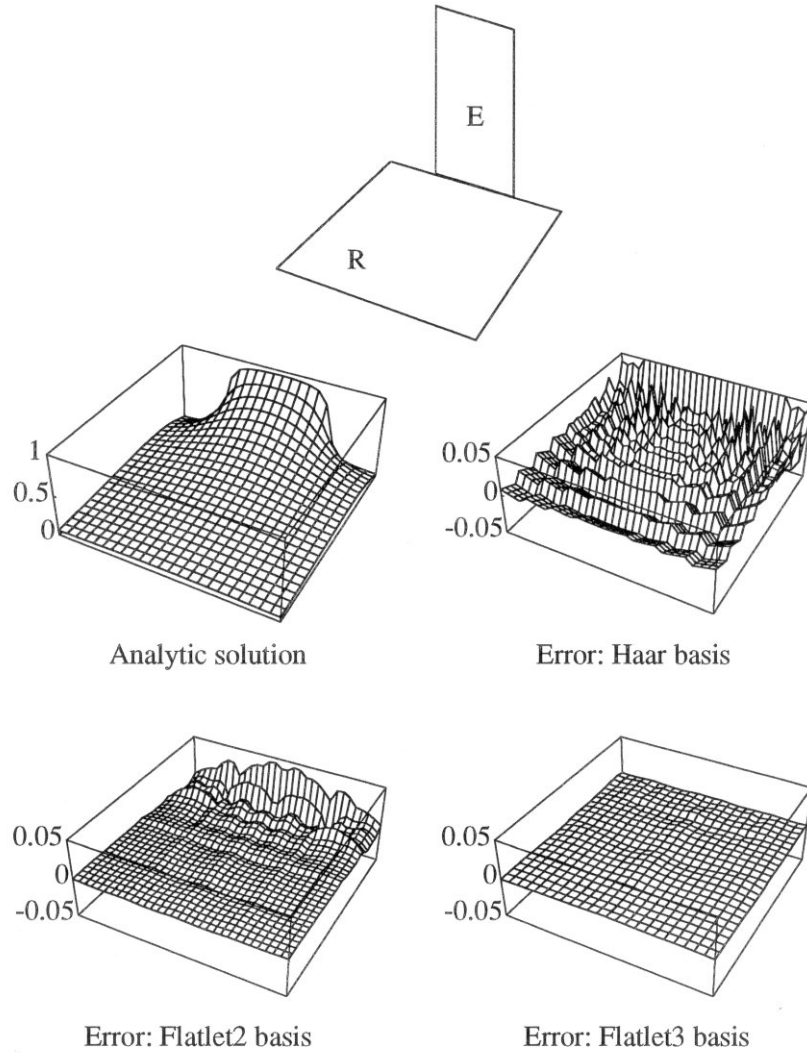 E
R
1
0.5
0
Analytic solution
0.05
0
-0.05
Error: Haar basis
0.05
0
-0.05
Error: Flatlet2 basis
0.05
0
-0.05
Error: Flatlet3 basis